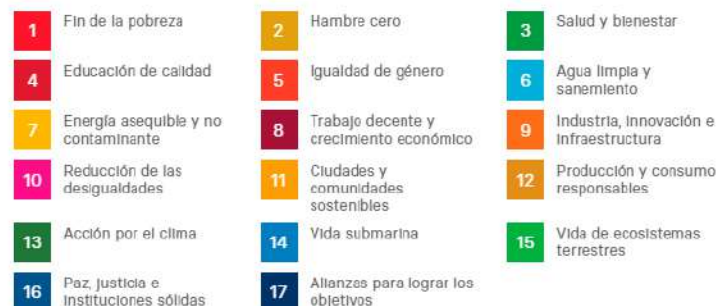 1 Fin de la pobreza
2 Hambre cero
3 Salud y bienestar
4 Educación de calidad
5 Igualdad de género
6 Agua limpia y
sanemiento
7 Energía asequible y no
contaminante
8 Trabajo decente y
crecimiento económico
9 Industria, innovación e
infraestructura
10 Reducción de las
desigualdades
11 Ciudades y
comunidades
sostenibles
12 Producción y consumo
responsables
13 Acción por el clima
14 Vida submarina
15 Vida de ecosistemas
terrestres
16 Paz, justicia e
instituciones sólidas
17 Alianzas para lograr los
objetivos